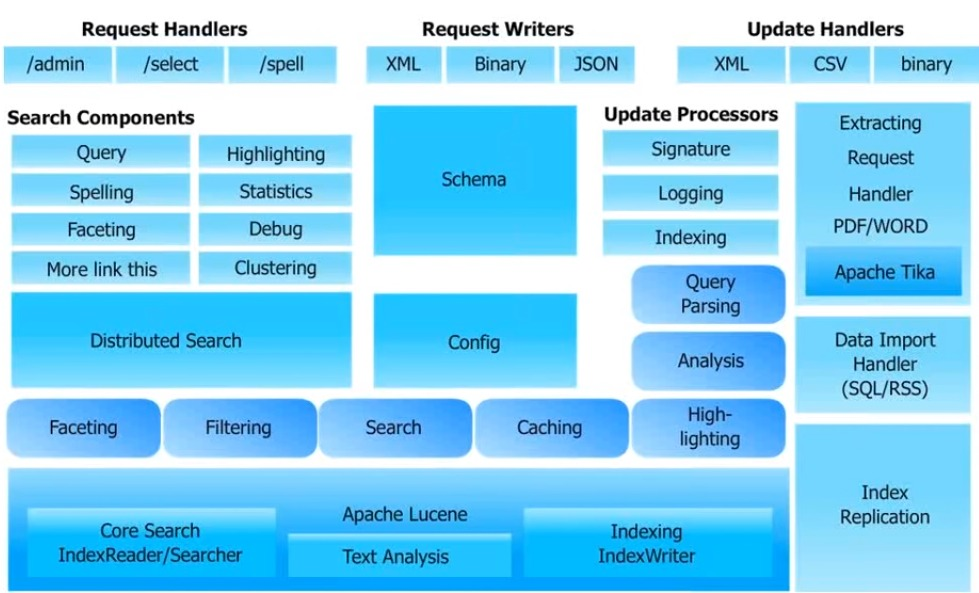 Request Handlers
/admin
/select
/spell
Request Writers
XML
Binary
JSON
Update Handlers
XML
CSV
binary
Search Components
Query
Highlighting
Spelling
Statistics
Faceting
Debug
More link this
Clustering
Distributed Search
Schema
Config
Update Processors
Signature
Logging
Indexing
Query
Parsing
Analysis
High-
lighting
Extracting
Request
Handler
PDF/WORD
Apache Tika
Data Import
Handler
(SQL/RSS)
Index
Replication
Faceting
Filtering
Search
Caching
Apache Lucene
Core Search
IndexReader/Searcher
Text Analysis
Indexing
IndexWriter